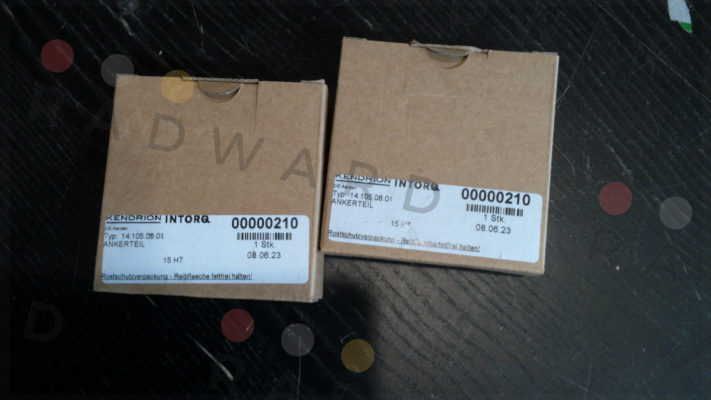 KENDRION INTORQ
00000210
Typ: 14.105.08.01
ANKERTEIL
1 Stk.
15 H7
08.06.23
Rostschutzverpackung - Reibflaeche fettfrei halten!
KENDRION INTORQ
00000210
Typ: 14.105.08.01
ANKERTEIL
1 Stk.
15 H7
08.06.23
Rostschutzverpackung - Reibflaeche fettfrei halten!
RADWARD